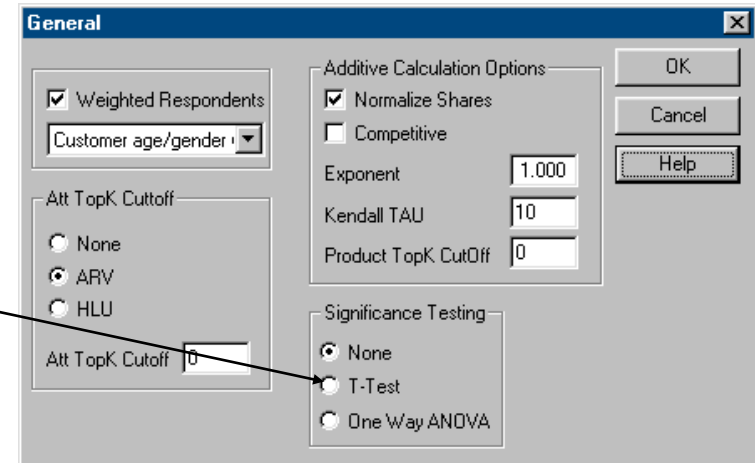 General
Weighted Respondents
Customer age/gender
Att TopK Cuttoff
None
ARV
HLU
Att TopK Cutoff 0
Additive Calculation Options
Normalize Shares
Competitive
Exponent 1.000
Kendall TAU 10
Product TopK CutOff 0
Significance Testing
None
T-Test
One Way ANOVA
OK
Cancel
Help